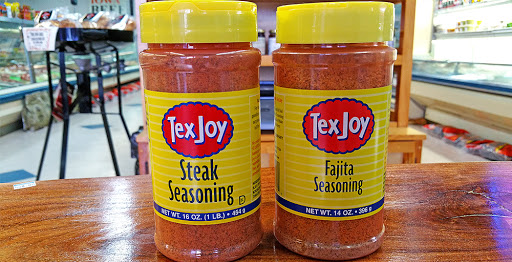 TexJoy
Steak
Seasoning
NET WT. 16 OZ. (1 LB.) • 454 g
TexJoy
Fajita
Seasoning
NET WT. 14 OZ. • 396 g